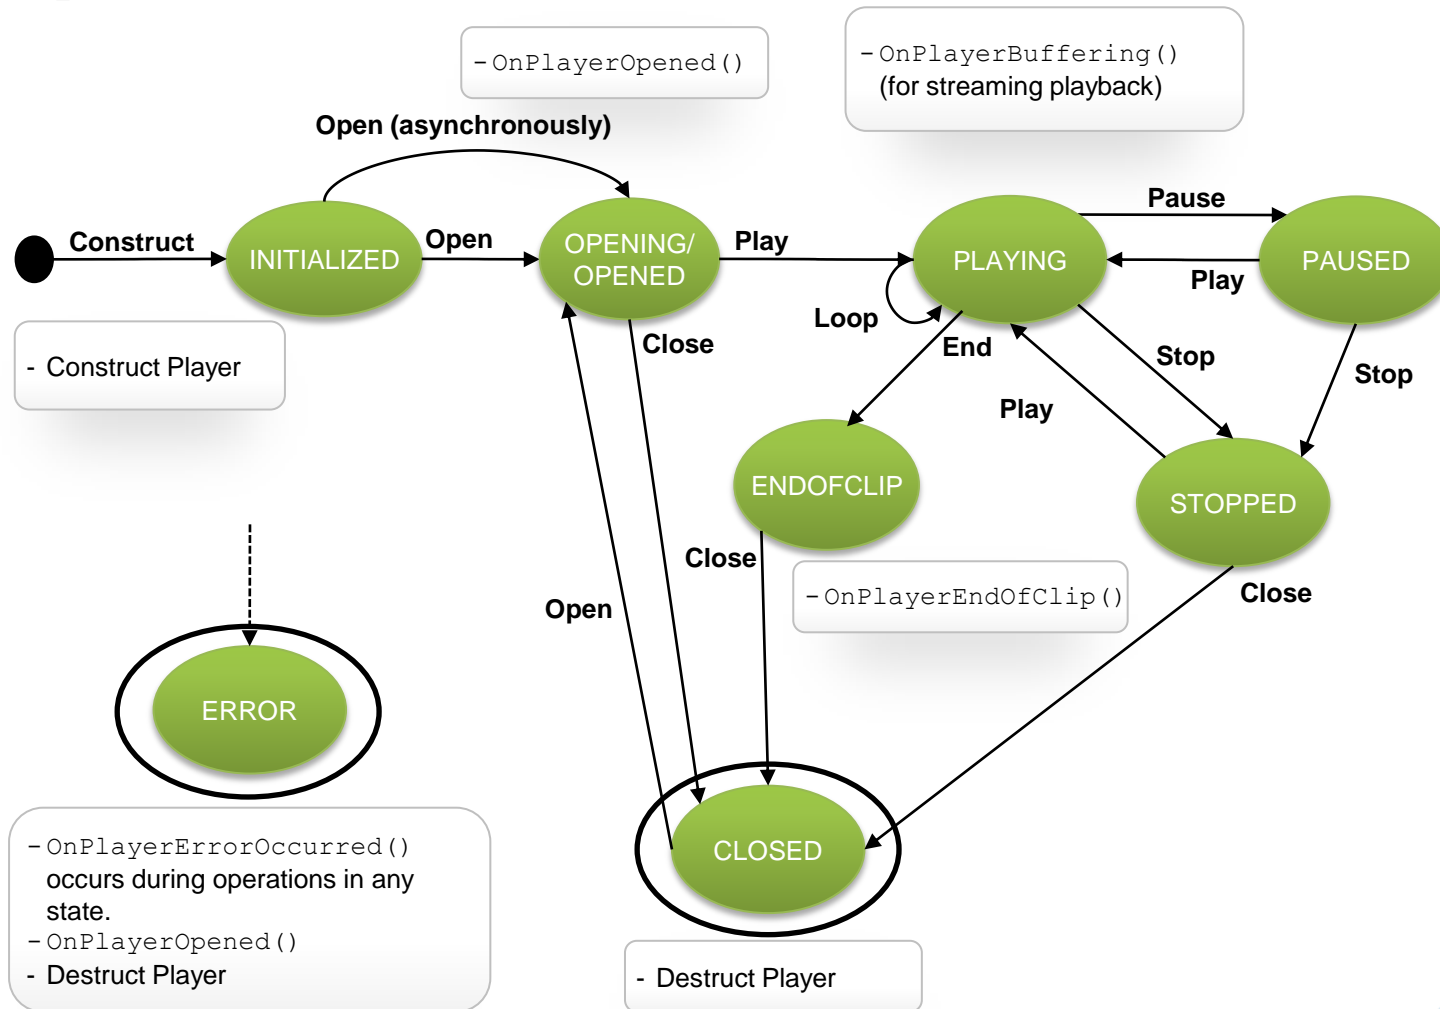 - OnPlayerOpened()
- OnPlayerBuffering()
(for streaming playback)
Open (asynchronously)
Construct
INITIALIZED
Open
OPENING/
OPENED
Play
PLAYING
Pause
Play
PAUSED
Loop
End
Close
Stop
Stop
Play
- Construct Player
ENDOFCLIP
STOPPED
Close
Open
- OnPlayerEndOfClip()
Close
ERROR
CLOSED
- OnPlayerErrorOccurred()
occurs during operations in any
state.
- OnPlayerOpened()
- Destruct Player
- Destruct Player